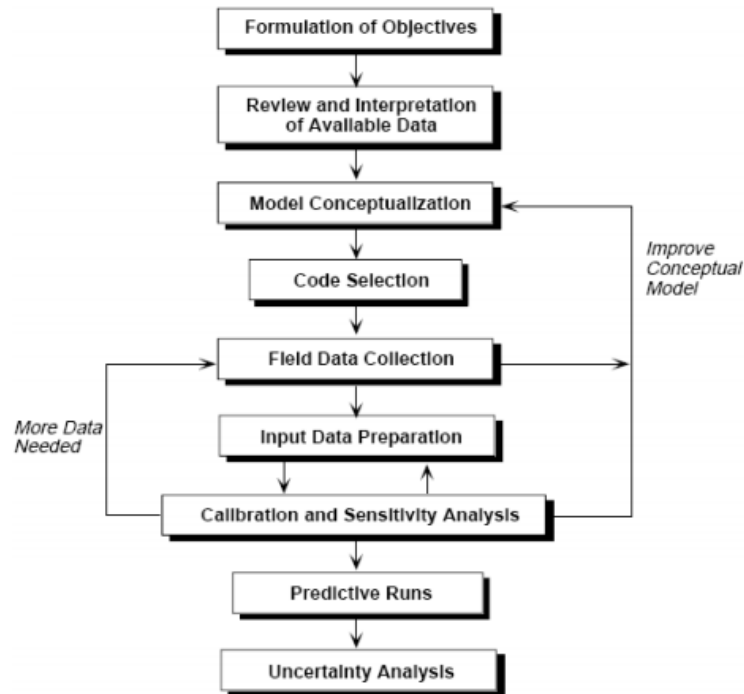 Formulation of Objectives
Review and Interpretation
of Available Data
Model Conceptualization
Improve
Conceptual
Model
Code Selection
Field Data Collection
More Data
Needed
Input Data Preparation
Calibration and Sensitivity Analysis
Predictive Runs
Uncertainty Analysis